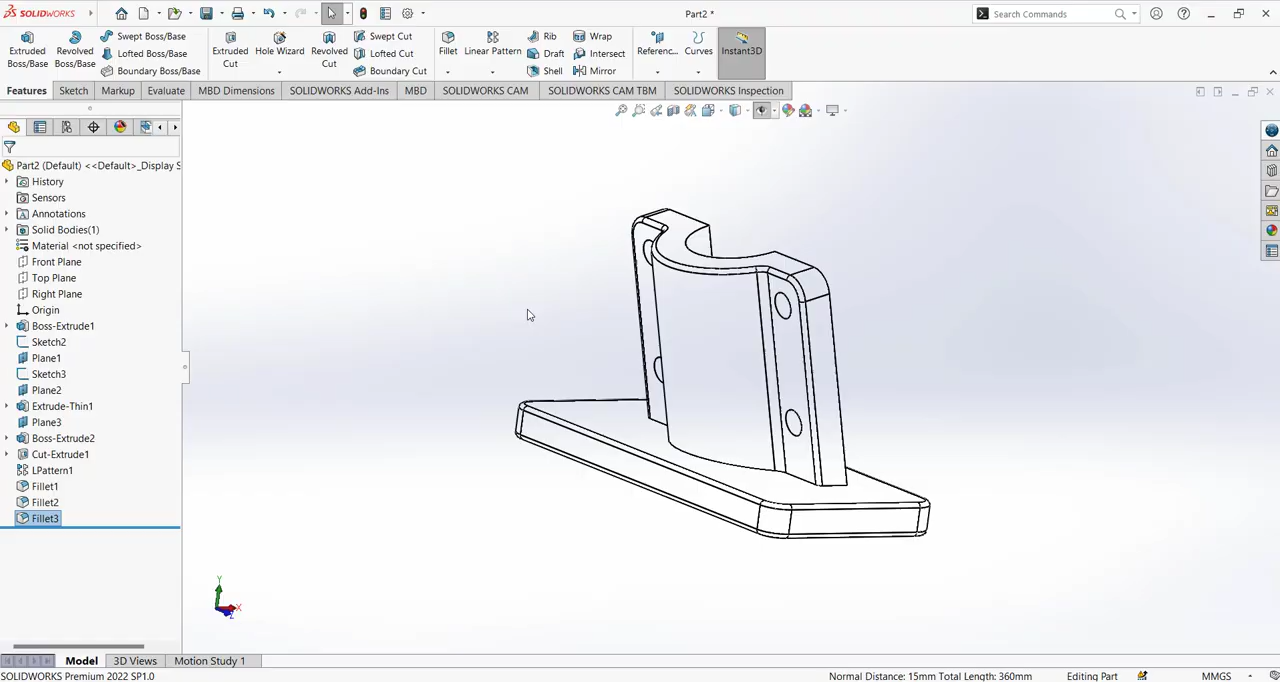 SOLIDWORKS
Part2 *
Search Commands
Extruded Boss/Base
Revolved Boss/Base
Swept Boss/Base
Lofted Boss/Base
Boundary Boss/Base
Extruded Cut
Hole Wizard
Revolved Cut
Swept Cut
Lofted Cut
Boundary Cut
Fillet
Linear Pattern
Rib
Draft
Shell
Wrap
Intersect
Mirror
Referenc...
Curves
Instant3D
Features
Sketch
Markup
Evaluate
MBD Dimensions
SOLIDWORKS Add-Ins
MBD
SOLIDWORKS CAM
SOLIDWORKS CAM TBM
SOLIDWORKS Inspection
Part2 (Default) <<Default>_Display S
History
Sensors
Annotations
Solid Bodies(1)
Material <not specified>
Front Plane
Top Plane
Right Plane
Origin
Boss-Extrude1
Sketch2
Plane1
Sketch3
Plane2
Extrude-Thin1
Plane3
Boss-Extrude2
Cut-Extrude1
LPattern1
Fillet1
Fillet2
Fillet3
Y
X
Z
Model
3D Views
Motion Study 1
SOLIDWORKS Premium 2022 SP1.0
Normal Distance: 15mm Total Length: 360mm
Editing Part
MMGS